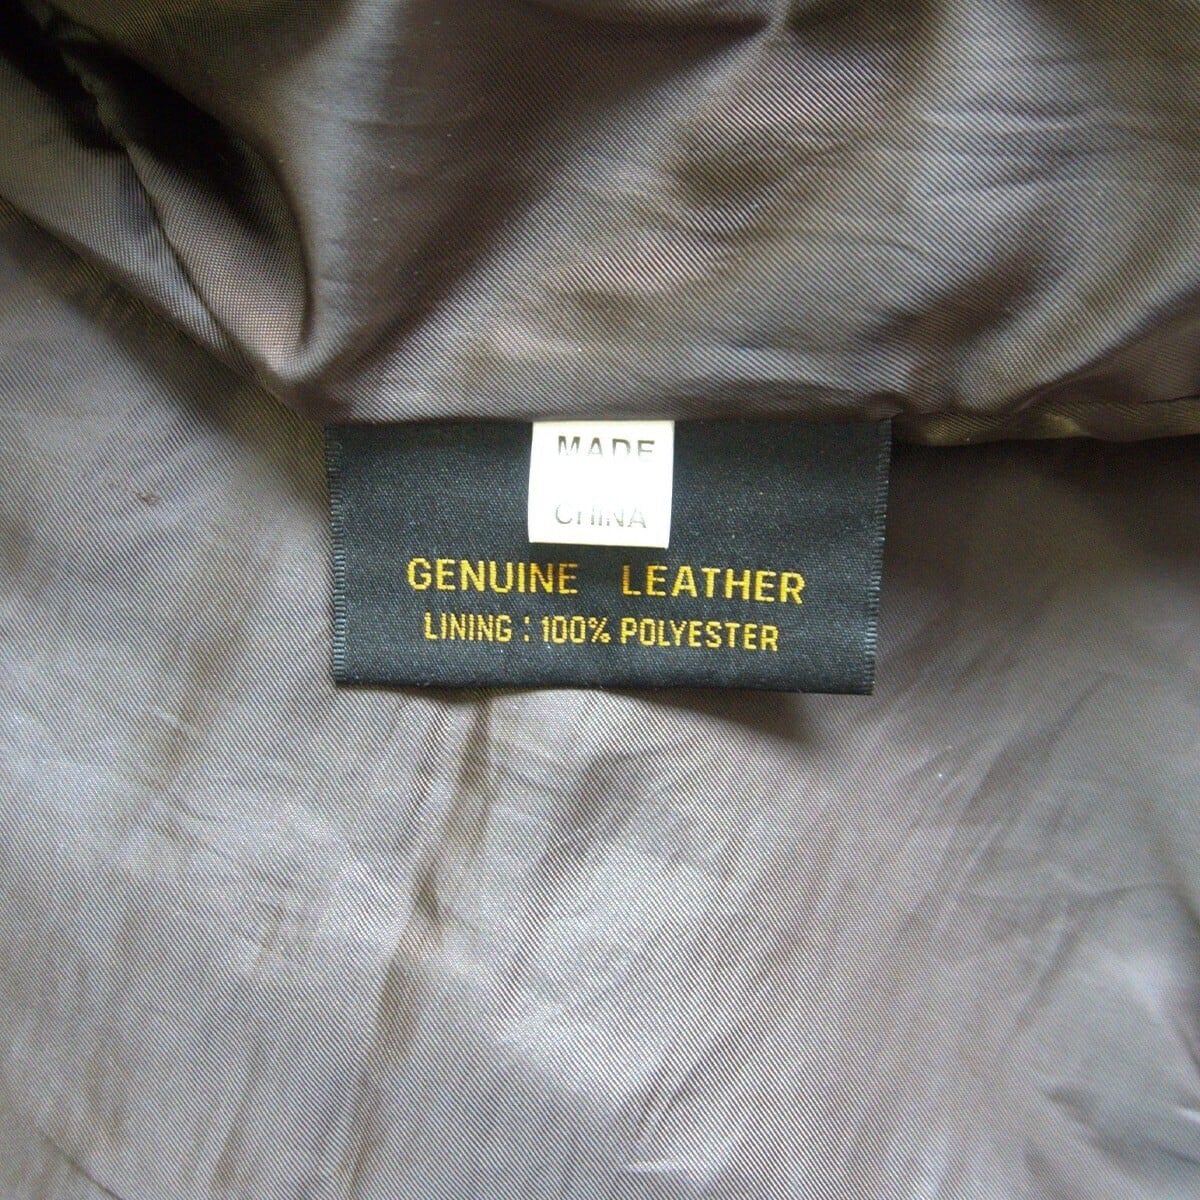 MADE
CHINA
GENUINE LEATHER
LINING : 100% POLYESTER